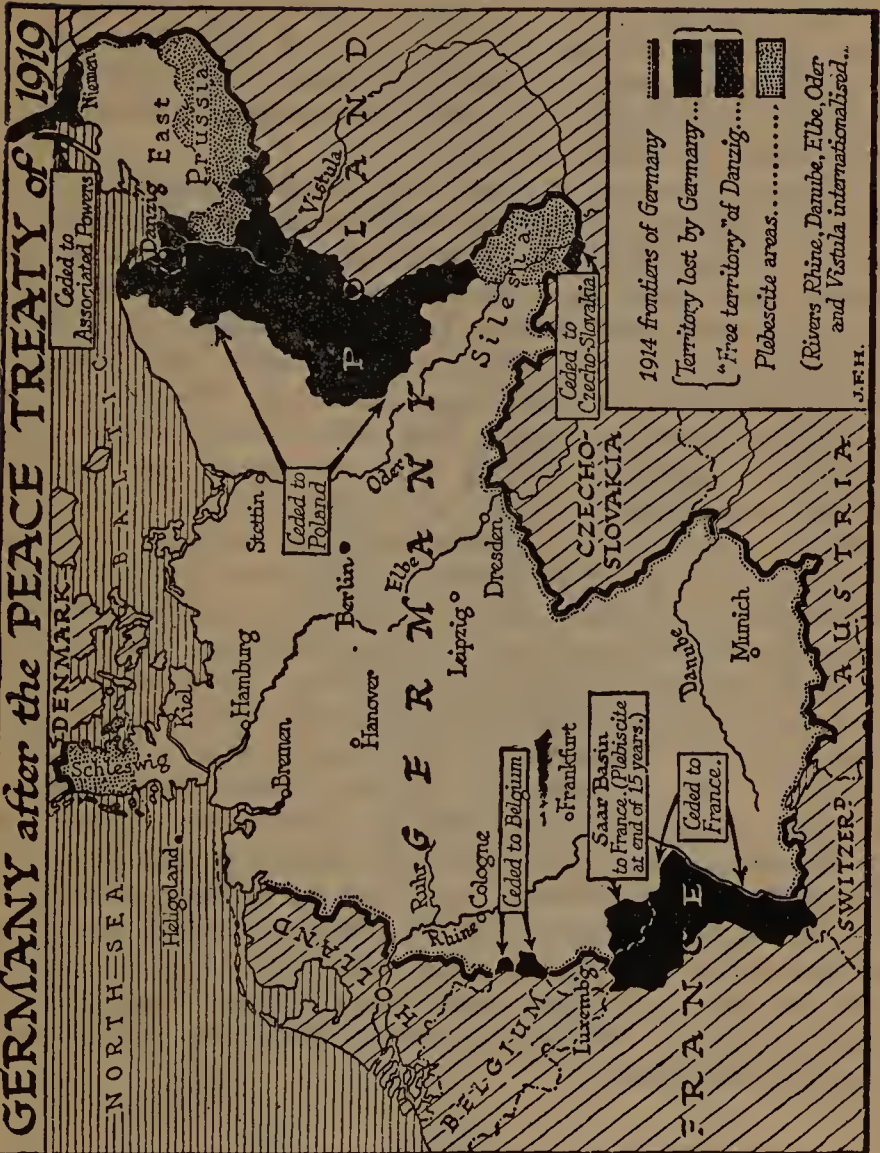 GERMANY after the PEACE TREATY of 1919
Ceded to
Associated Powers
Niemen
East
Prussia
Danzig
Vistula
POLAND
BALTIC
DENMARK
Schleswig
Kiel
NORTH SEA
Heligoland
Hamburg
Bremen
Stettin
Ceded to
Poland
Berlin
Oder
Silesia
Hanover
Elbe
Leipzig
Dresden
GERMANY
Ceded to
Czecho-Slovakia
CZECHO-
SLOVAKIA
HOLLAND
Ruhr
Rhine
Cologne
Ceded to Belgium
Frankfurt
Saar Basin
to France. (Plebiscite
at end of 15 years.)
Ceded to
France.
BELGIUM
Luxembg
FRANCE
Danube
Munich
SWITZERD
AUSTRIA
1914 frontiers of Germany
Territory lost by Germany...
"Free territory" of Danzig....
Plebescite areas...........
(Rivers Rhine, Danube, Elbe, Oder
and Vistula internationalised...
J.F.H.